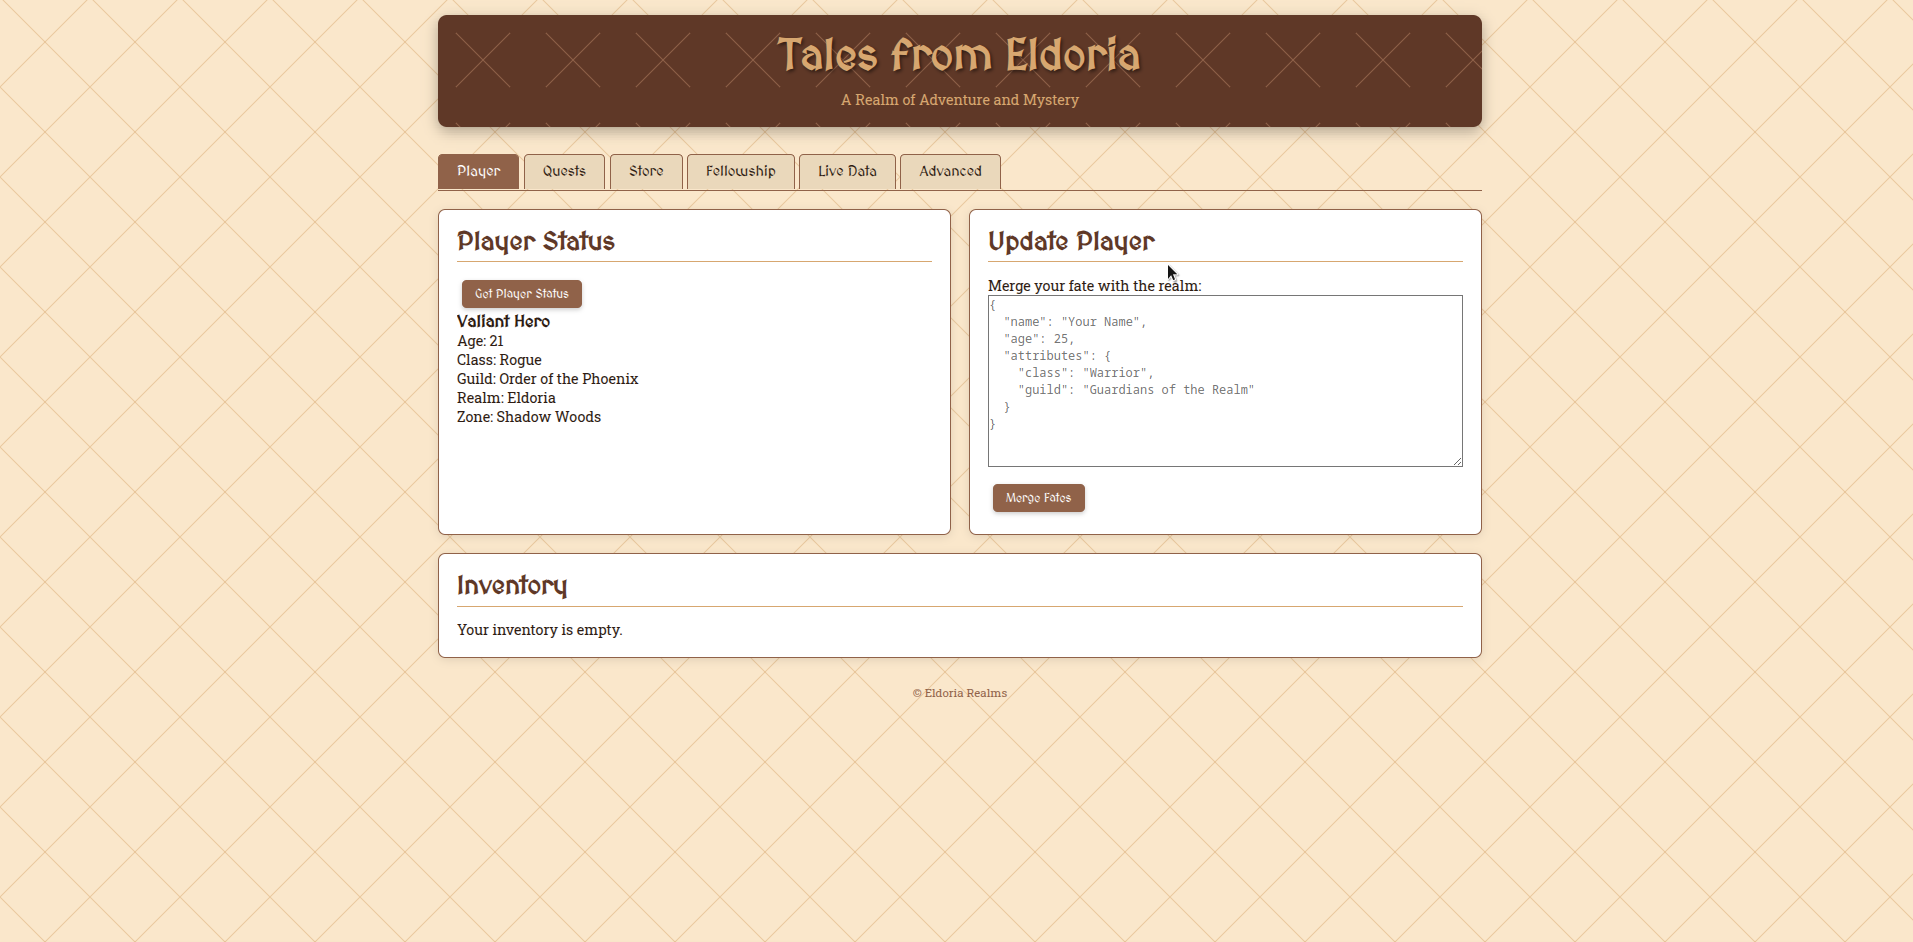 Tales from Eldoria
A Realm of Adventure and Mystery
Player
Quests
Store
Fellowship
Live Data
Advanced
Player Status
Get Player Status
Valiant Hero
Age: 21
Class: Rogue
Guild: Order of the Phoenix
Realm: Eldoria
Zone: Shadow Woods
Update Player
Merge your fate with the realm:
{
  "name": "Your Name",
  "age": 25,
  "attributes": {
    "class": "Warrior",
    "guild": "Guardians of the Realm"
  }
}
Merge Fates
Inventory
Your inventory is empty.
© Eldoria Realms